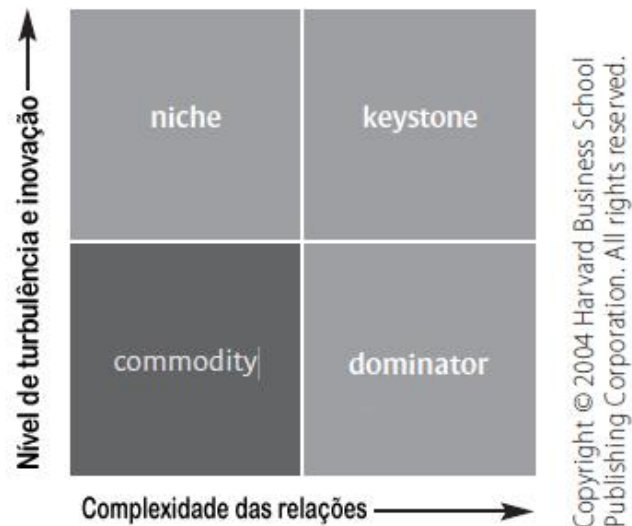 Nível de turbulência e inovação
niche
keystone
commodity
dominator
Complexidade das relações
Copyright © 2004 Harvard Business School
Publishing Corporation. All rights reserved.